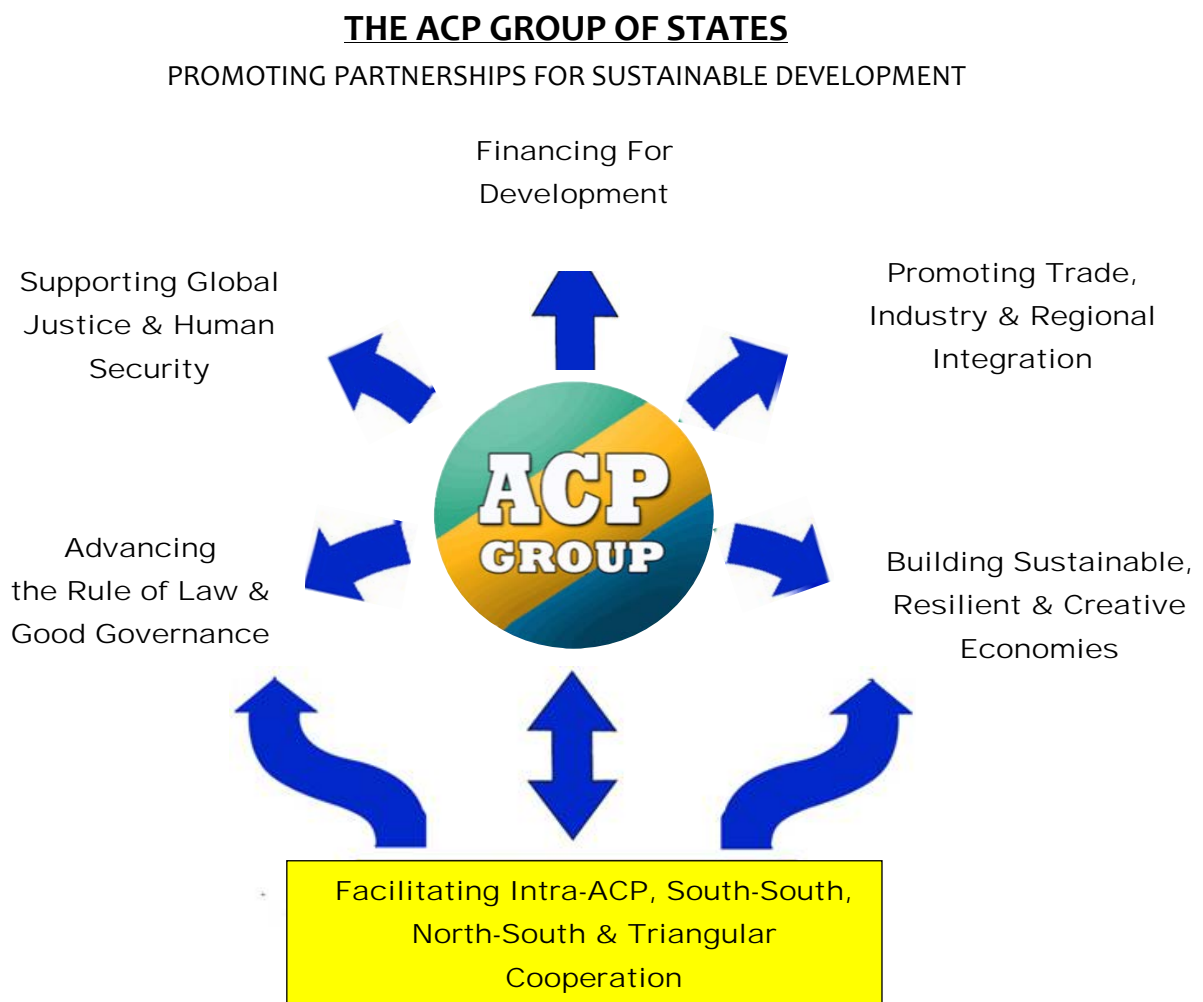 THE ACP GROUP OF STATES
PROMOTING PARTNERSHIPS FOR SUSTAINABLE DEVELOPMENT
Financing For
Development
Supporting Global
Justice & Human
Security
Promoting Trade,
Industry & Regional
Integration
ACP
GROUP
Advancing
the Rule of Law &
Good Governance
Building Sustainable,
Resilient & Creative
Economies
Facilitating Intra-ACP, South-South,
North-South & Triangular
Cooperation